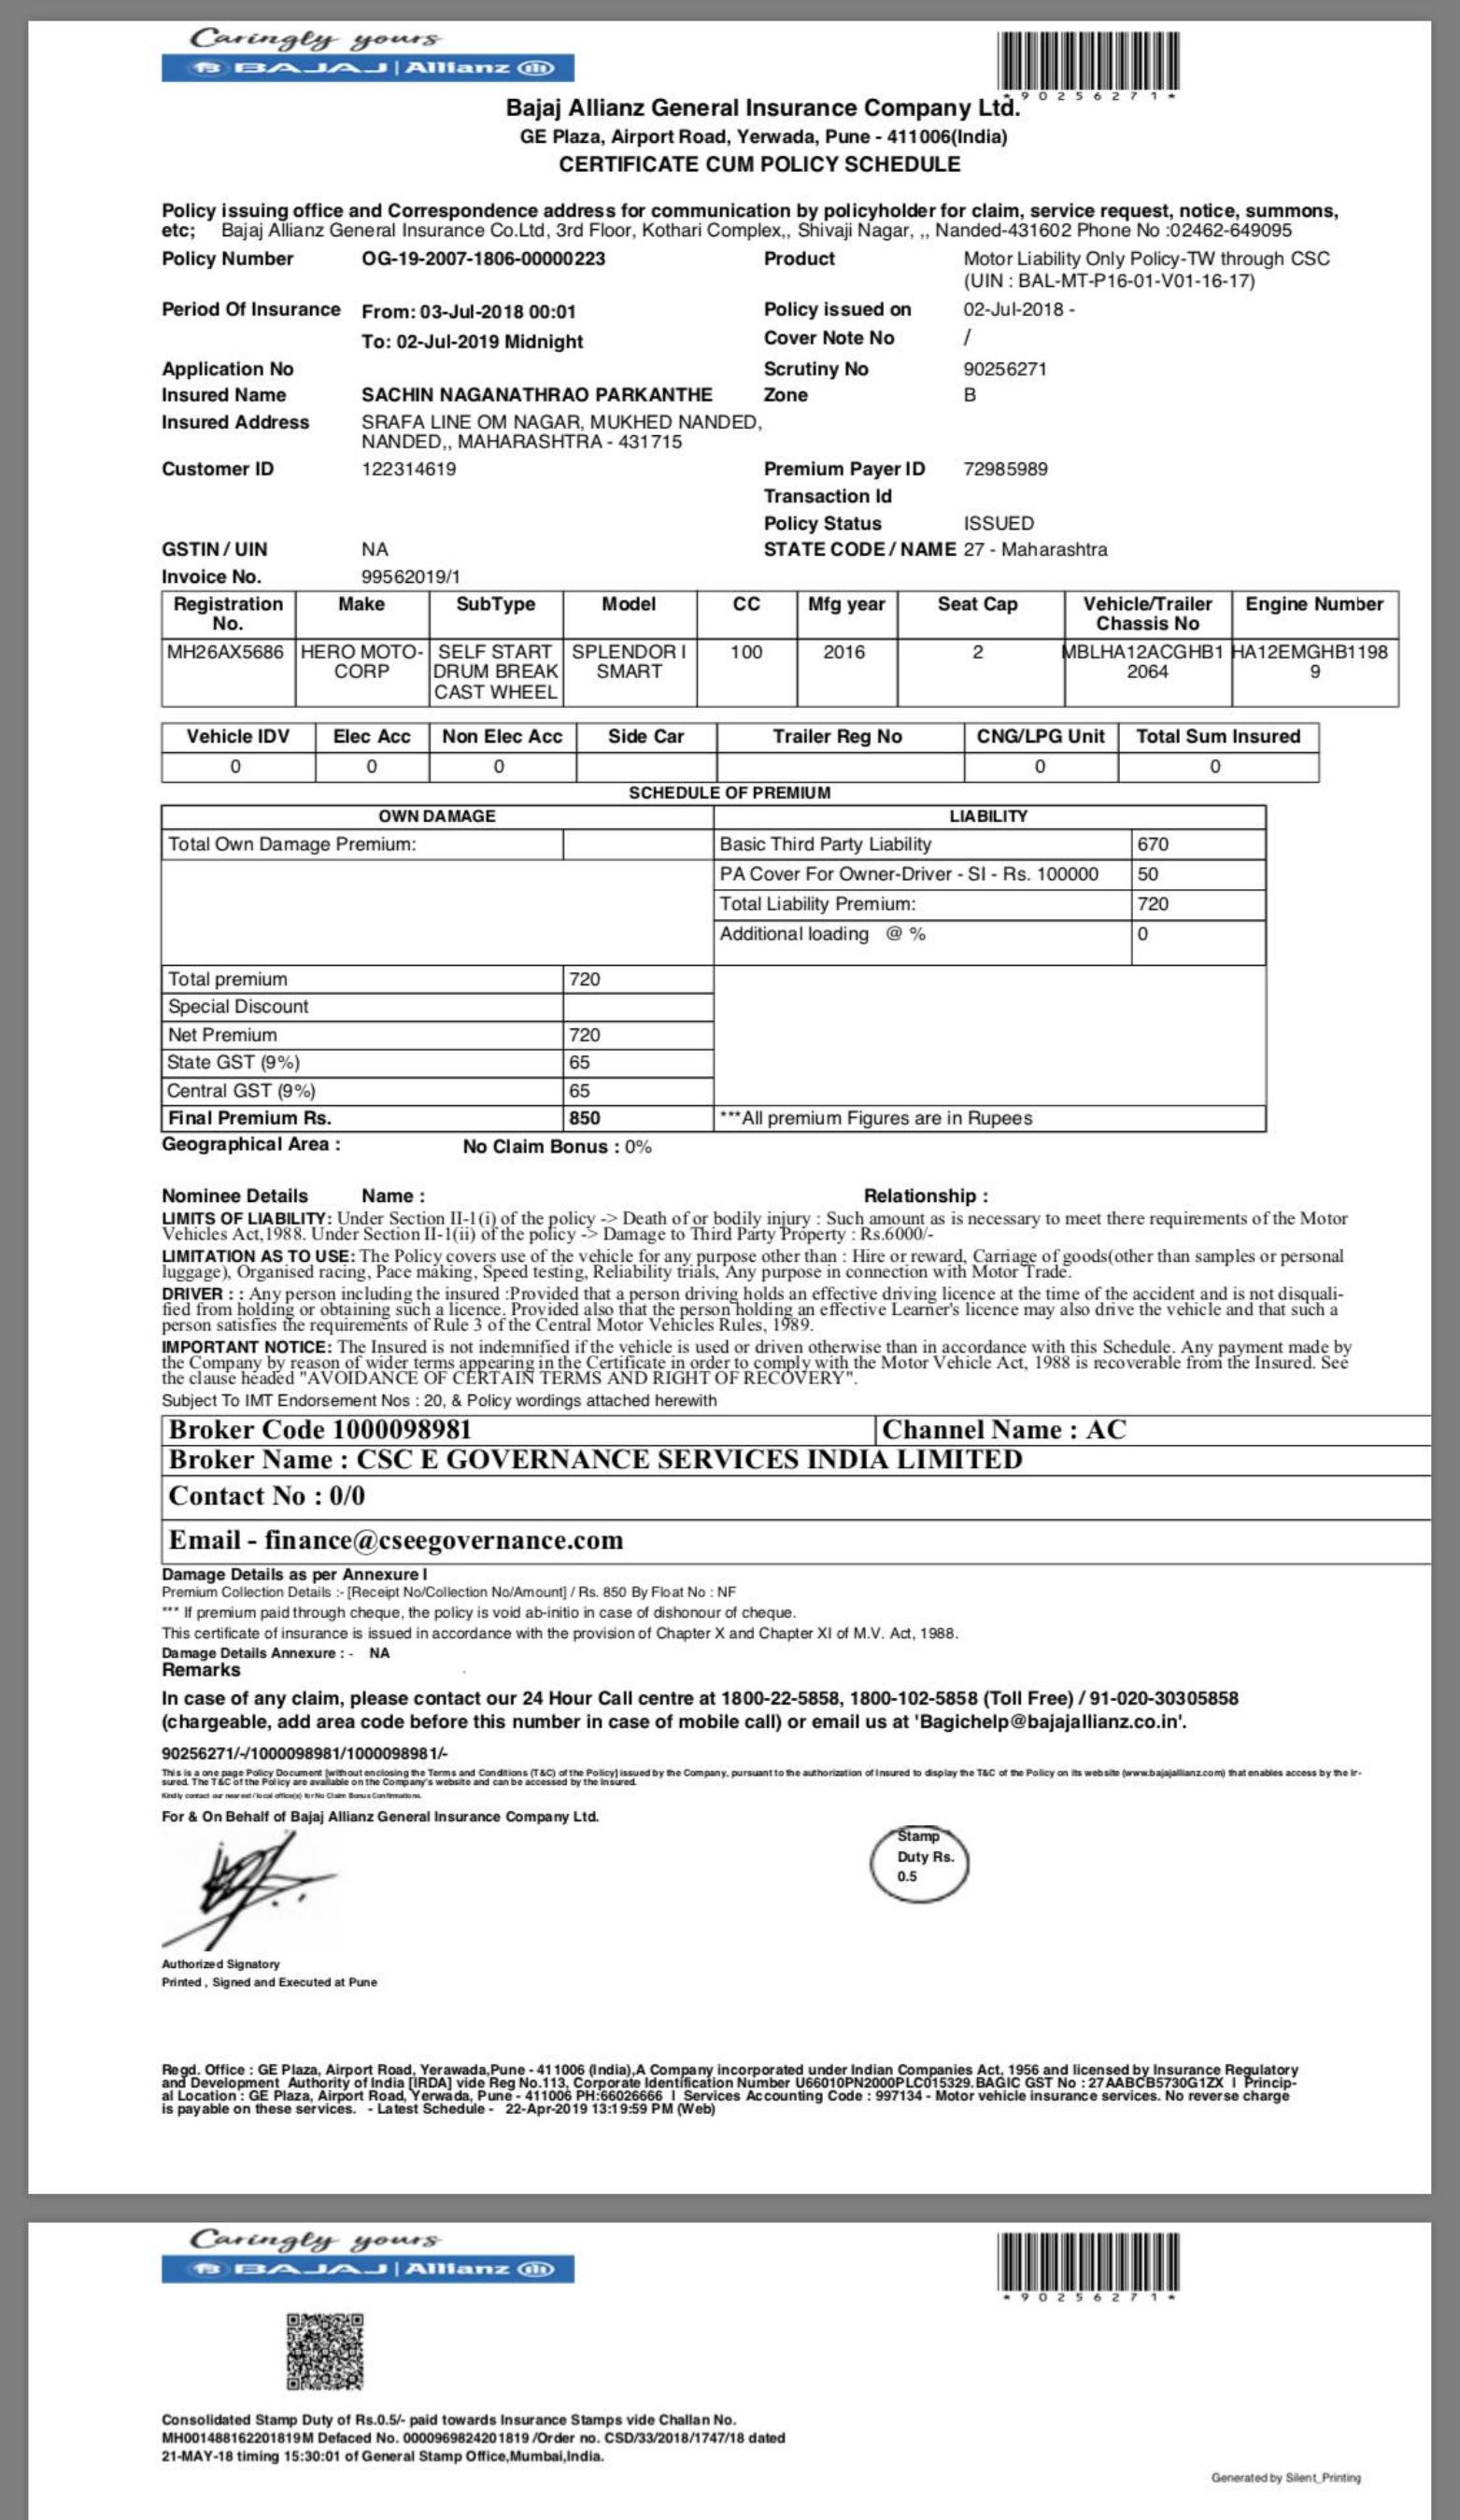 Caringly yours
BAJAJ | Allianz
*90256271*
Bajaj Allianz General Insurance Company Ltd.
GE Plaza, Airport Road, Yerwada, Pune - 411006(India)
CERTIFICATE CUM POLICY SCHEDULE
Policy issuing office and Correspondence address for communication by policyholder for claim, service request, notice, summons,
etc; Bajaj Allianz General Insurance Co.Ltd, 3rd Floor, Kothari Complex,, Shivaji Nagar, ,, Nanded-431602 Phone No :02462-649095
Policy Number OG-19-2007-1806-00000223 Product Motor Liability Only Policy-TW through CSC
(UIN : BAL-MT-P16-01-V01-16-17)
Period Of Insurance From: 03-Jul-2018 00:01 Policy issued on 02-Jul-2018 -
To: 02-Jul-2019 Midnight Cover Note No /
Application No Scrutiny No 90256271
Insured Name SACHIN NAGANATHRAO PARKANTHE Zone B
Insured Address SRAFA LINE OM NAGAR, MUKHED NANDED,
NANDED,, MAHARASHTRA - 431715
Customer ID 122314619 Premium Payer ID 72985989
Transaction Id
Policy Status ISSUED
GSTIN / UIN NA STATE CODE / NAME 27 - Maharashtra
Invoice No. 99562019/1
Registration Make SubType Model CC Mfg year Seat Cap Vehicle/Trailer Engine Number
No. Chassis No
MH26AX5686 HERO MOTO- SELF START SPLENDOR I 100 2016 2 MBLHA12ACGHB1 HA12EMGHB1198
CORP DRUM BREAK SMART 2064 9
CAST WHEEL
Vehicle IDV Elec Acc Non Elec Acc Side Car Trailer Reg No CNG/LPG Unit Total Sum Insured
0 0 0 0 0
SCHEDULE OF PREMIUM
OWN DAMAGE LIABILITY
Total Own Damage Premium: Basic Third Party Liability 670
PA Cover For Owner-Driver - SI - Rs. 100000 50
Total Liability Premium: 720
Additional loading @ % 0
Total premium 720
Special Discount
Net Premium 720
State GST (9%) 65
Central GST (9%) 65
Final Premium Rs. 850 ***All premium Figures are in Rupees
Geographical Area : No Claim Bonus : 0%
Nominee Details Name : Relationship :
LIMITS OF LIABILITY: Under Section II-1(i) of the policy -> Death of or bodily injury : Such amount as is necessary to meet there requirements of the Motor
Vehicles Act,1988. Under Section II-1(ii) of the policy -> Damage to Third Party Property : Rs.6000/-
LIMITATION AS TO USE: The Policy covers use of the vehicle for any purpose other than : Hire or reward, Carriage of goods(other than samples or personal
luggage), Organised racing, Pace making, Speed testing, Reliability trials, Any purpose in connection with Motor Trade.
DRIVER : : Any person including the insured :Provided that a person driving holds an effective driving licence at the time of the accident and is not disquali-
fied from holding or obtaining such a licence. Provided also that the person holding an effective Learner's licence may also drive the vehicle and that such a
person satisfies the requirements of Rule 3 of the Central Motor Vehicles Rules, 1989.
IMPORTANT NOTICE: The Insured is not indemnified if the vehicle is used or driven otherwise than in accordance with this Schedule. Any payment made by
the Company by reason of wider terms appearing in the Certificate in order to comply with the Motor Vehicle Act, 1988 is recoverable from the Insured. See
the clause headed "AVOIDANCE OF CERTAIN TERMS AND RIGHT OF RECOVERY".
Subject To IMT Endorsement Nos : 20, & Policy wordings attached herewith
Broker Code 1000098981 Channel Name : AC
Broker Name : CSC E GOVERNANCE SERVICES INDIA LIMITED
Contact No : 0/0
Email - finance@cseegovernance.com
Damage Details as per Annexure I
Premium Collection Details :- [Receipt No/Collection No/Amount] / Rs. 850 By Float No : NF
*** If premium paid through cheque, the policy is void ab-initio in case of dishonour of cheque.
This certificate of insurance is issued in accordance with the provision of Chapter X and Chapter XI of M.V. Act, 1988.
Damage Details Annexure : - NA
Remarks .
In case of any claim, please contact our 24 Hour Call centre at 1800-22-5858, 1800-102-5858 (Toll Free) / 91-020-30305858
(chargeable, add area code before this number in case of mobile call) or email us at 'Bagichelp@bajajallianz.co.in'.
90256271/-/1000098981/1000098981/-
This is a one page Policy Document [without enclosing the Terms and Conditions (T&C) of the Policy] issued by the Company, pursuant to the authorization of Insured to display the T&C of the Policy on its website (www.bajajallianz.com) that enables access by the Ir-
sured. The T&C of the Policy are available on the Company's website and can be accessed by the Insured.
Kindly contact our nearest / local office(s) for No Claim Bonus Confirmations.
For & On Behalf of Bajaj Allianz General Insurance Company Ltd.
Stamp
Duty Rs.
0.5
Authorized Signatory
Printed , Signed and Executed at Pune
Regd. Office : GE Plaza, Airport Road, Yerawada,Pune - 411006 (India),A Company incorporated under Indian Companies Act, 1956 and licensed by Insurance Regulatory
and Development Authority of India [IRDA] vide Reg No.113, Corporate Identification Number U66010PN2000PLC015329.BAGIC GST No : 27AABCB5730G1ZX | Princip-
al Location : GE Plaza, Airport Road, Yerwada, Pune - 411006 PH:66026666 | Services Accounting Code : 997134 - Motor vehicle insurance services. No reverse charge
is payable on these services. - Latest Schedule - 22-Apr-2019 13:19:59 PM (Web)
Caringly yours
BAJAJ | Allianz
*90256271*
Consolidated Stamp Duty of Rs.0.5/- paid towards Insurance Stamps vide Challan No.
MH001488162201819M Defaced No. 0000969824201819 /Order no. CSD/33/2018/1747/18 dated
21-MAY-18 timing 15:30:01 of General Stamp Office,Mumbai,India.
Generated by Silent_Printing